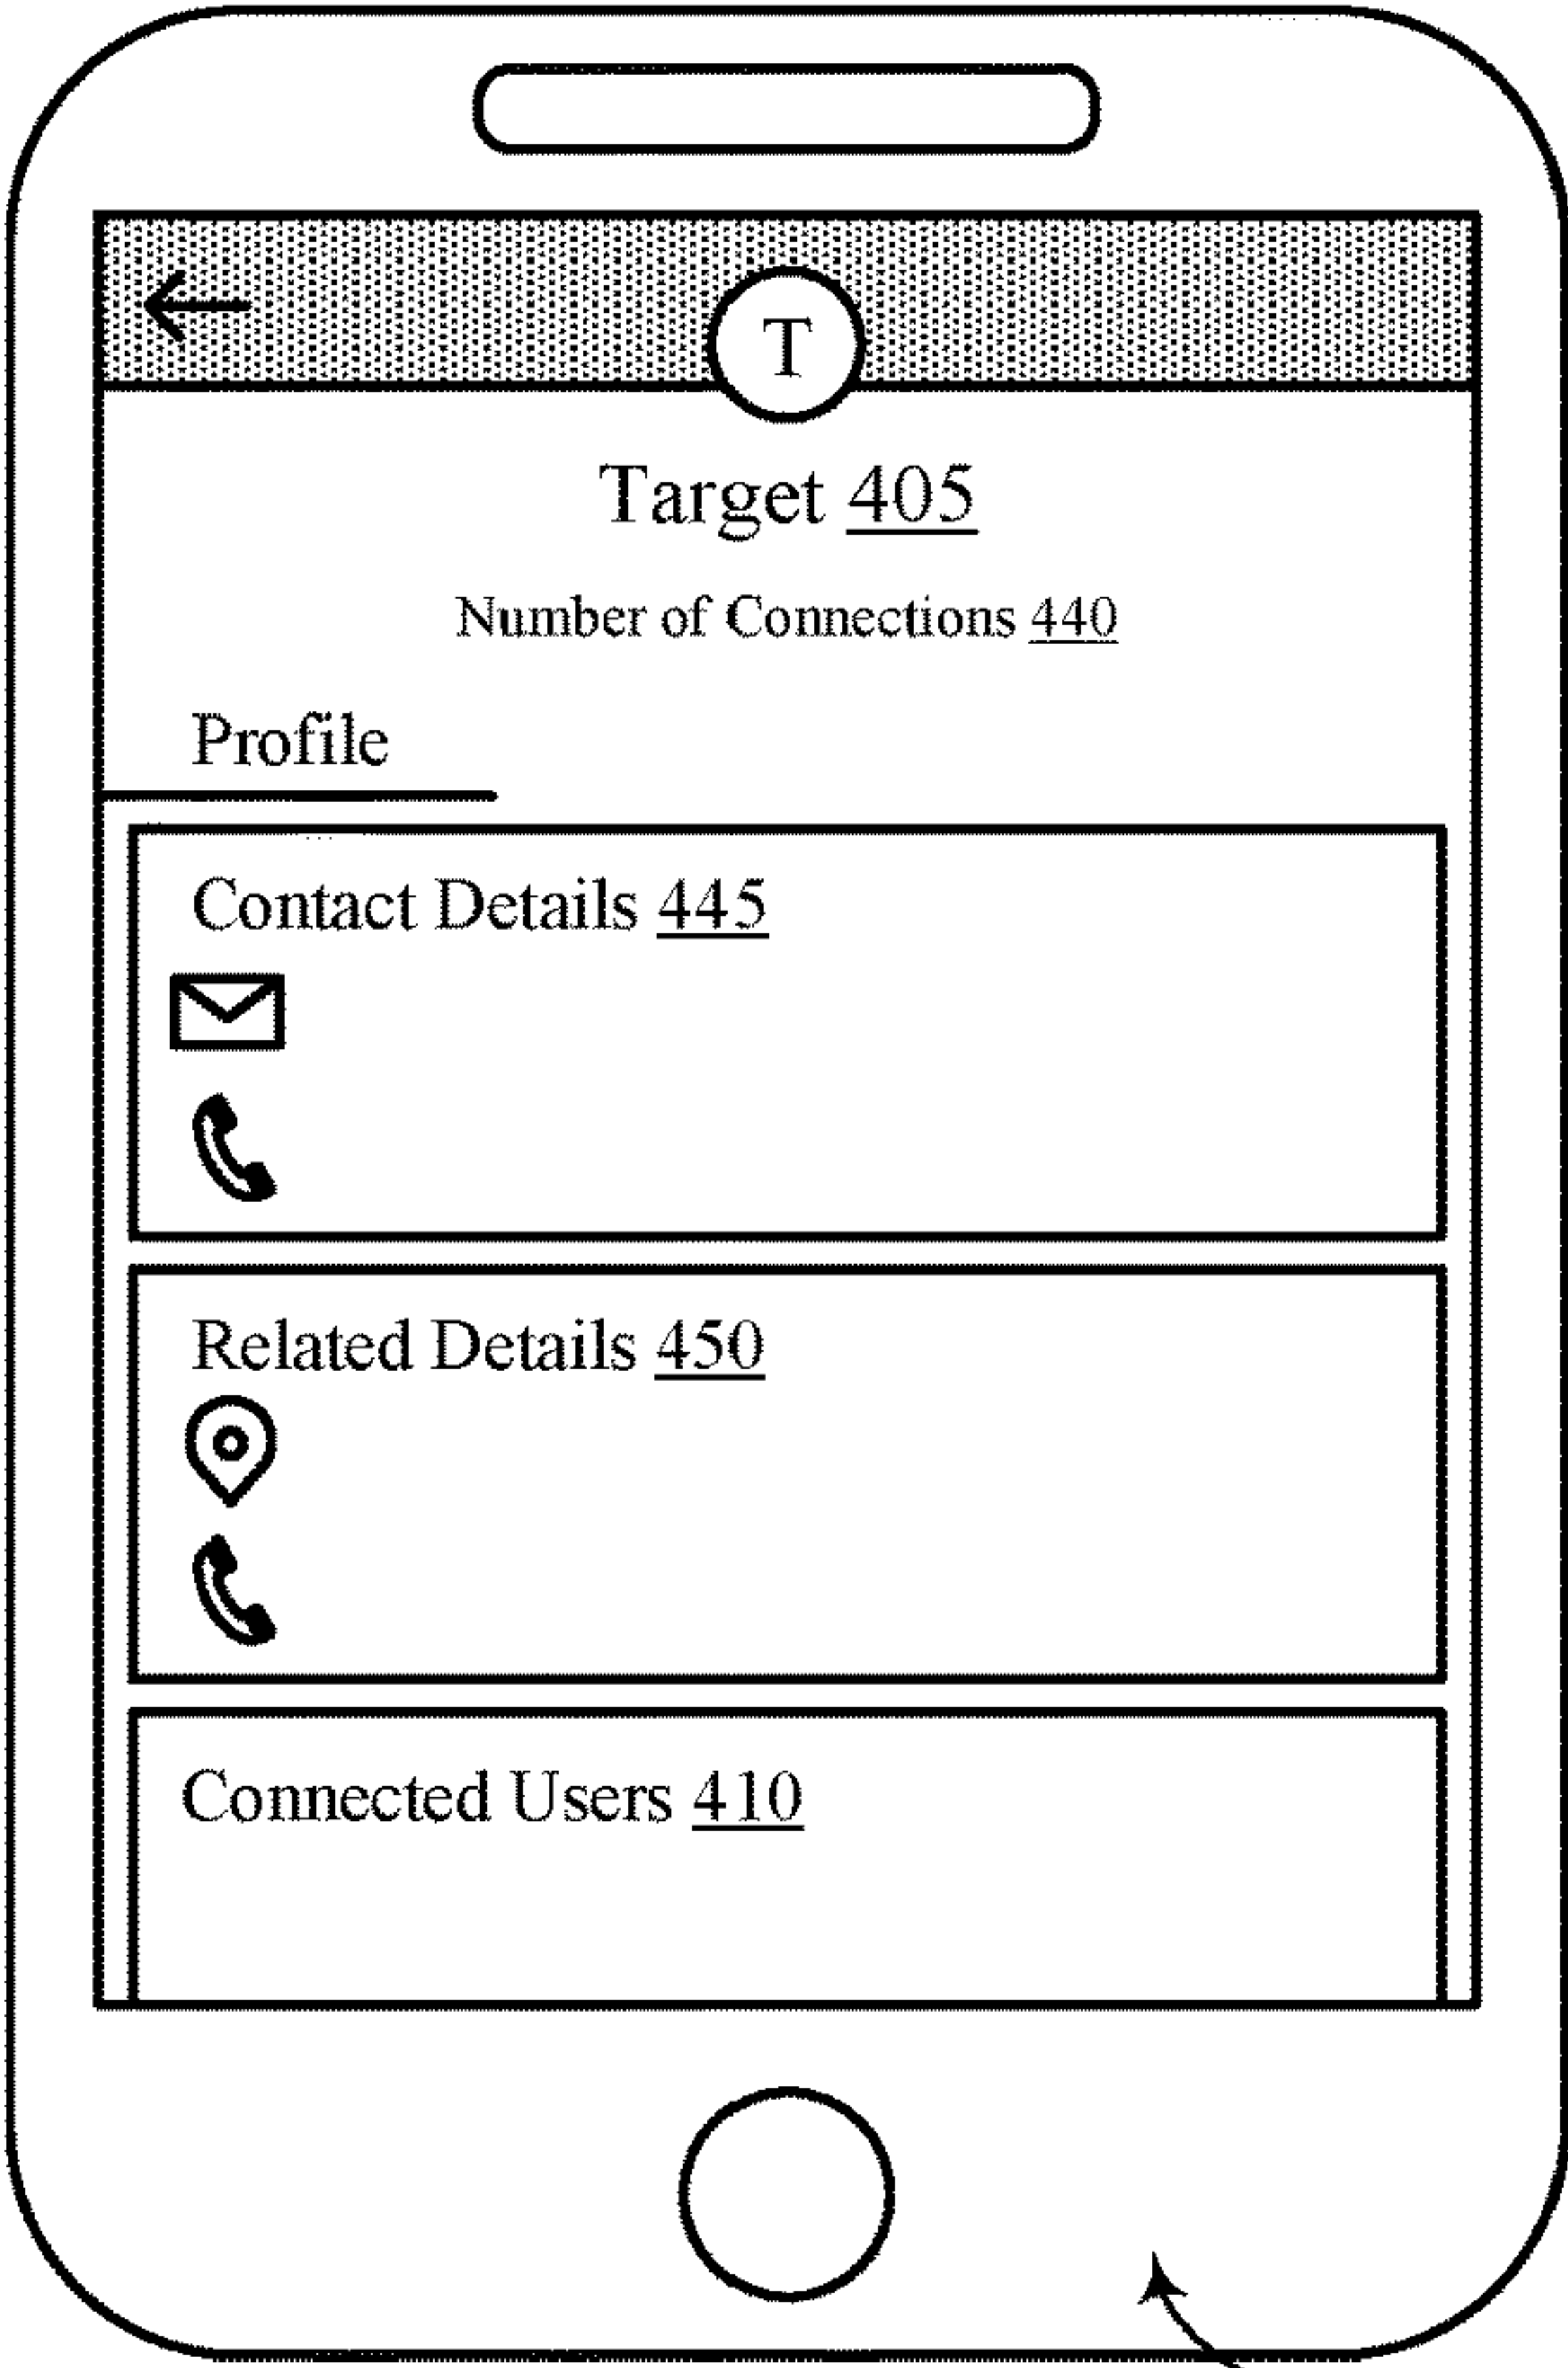 T
Target 405
Number of Connections 440
Profile
Contact Details 445
Related Details 450
Connected Users 410